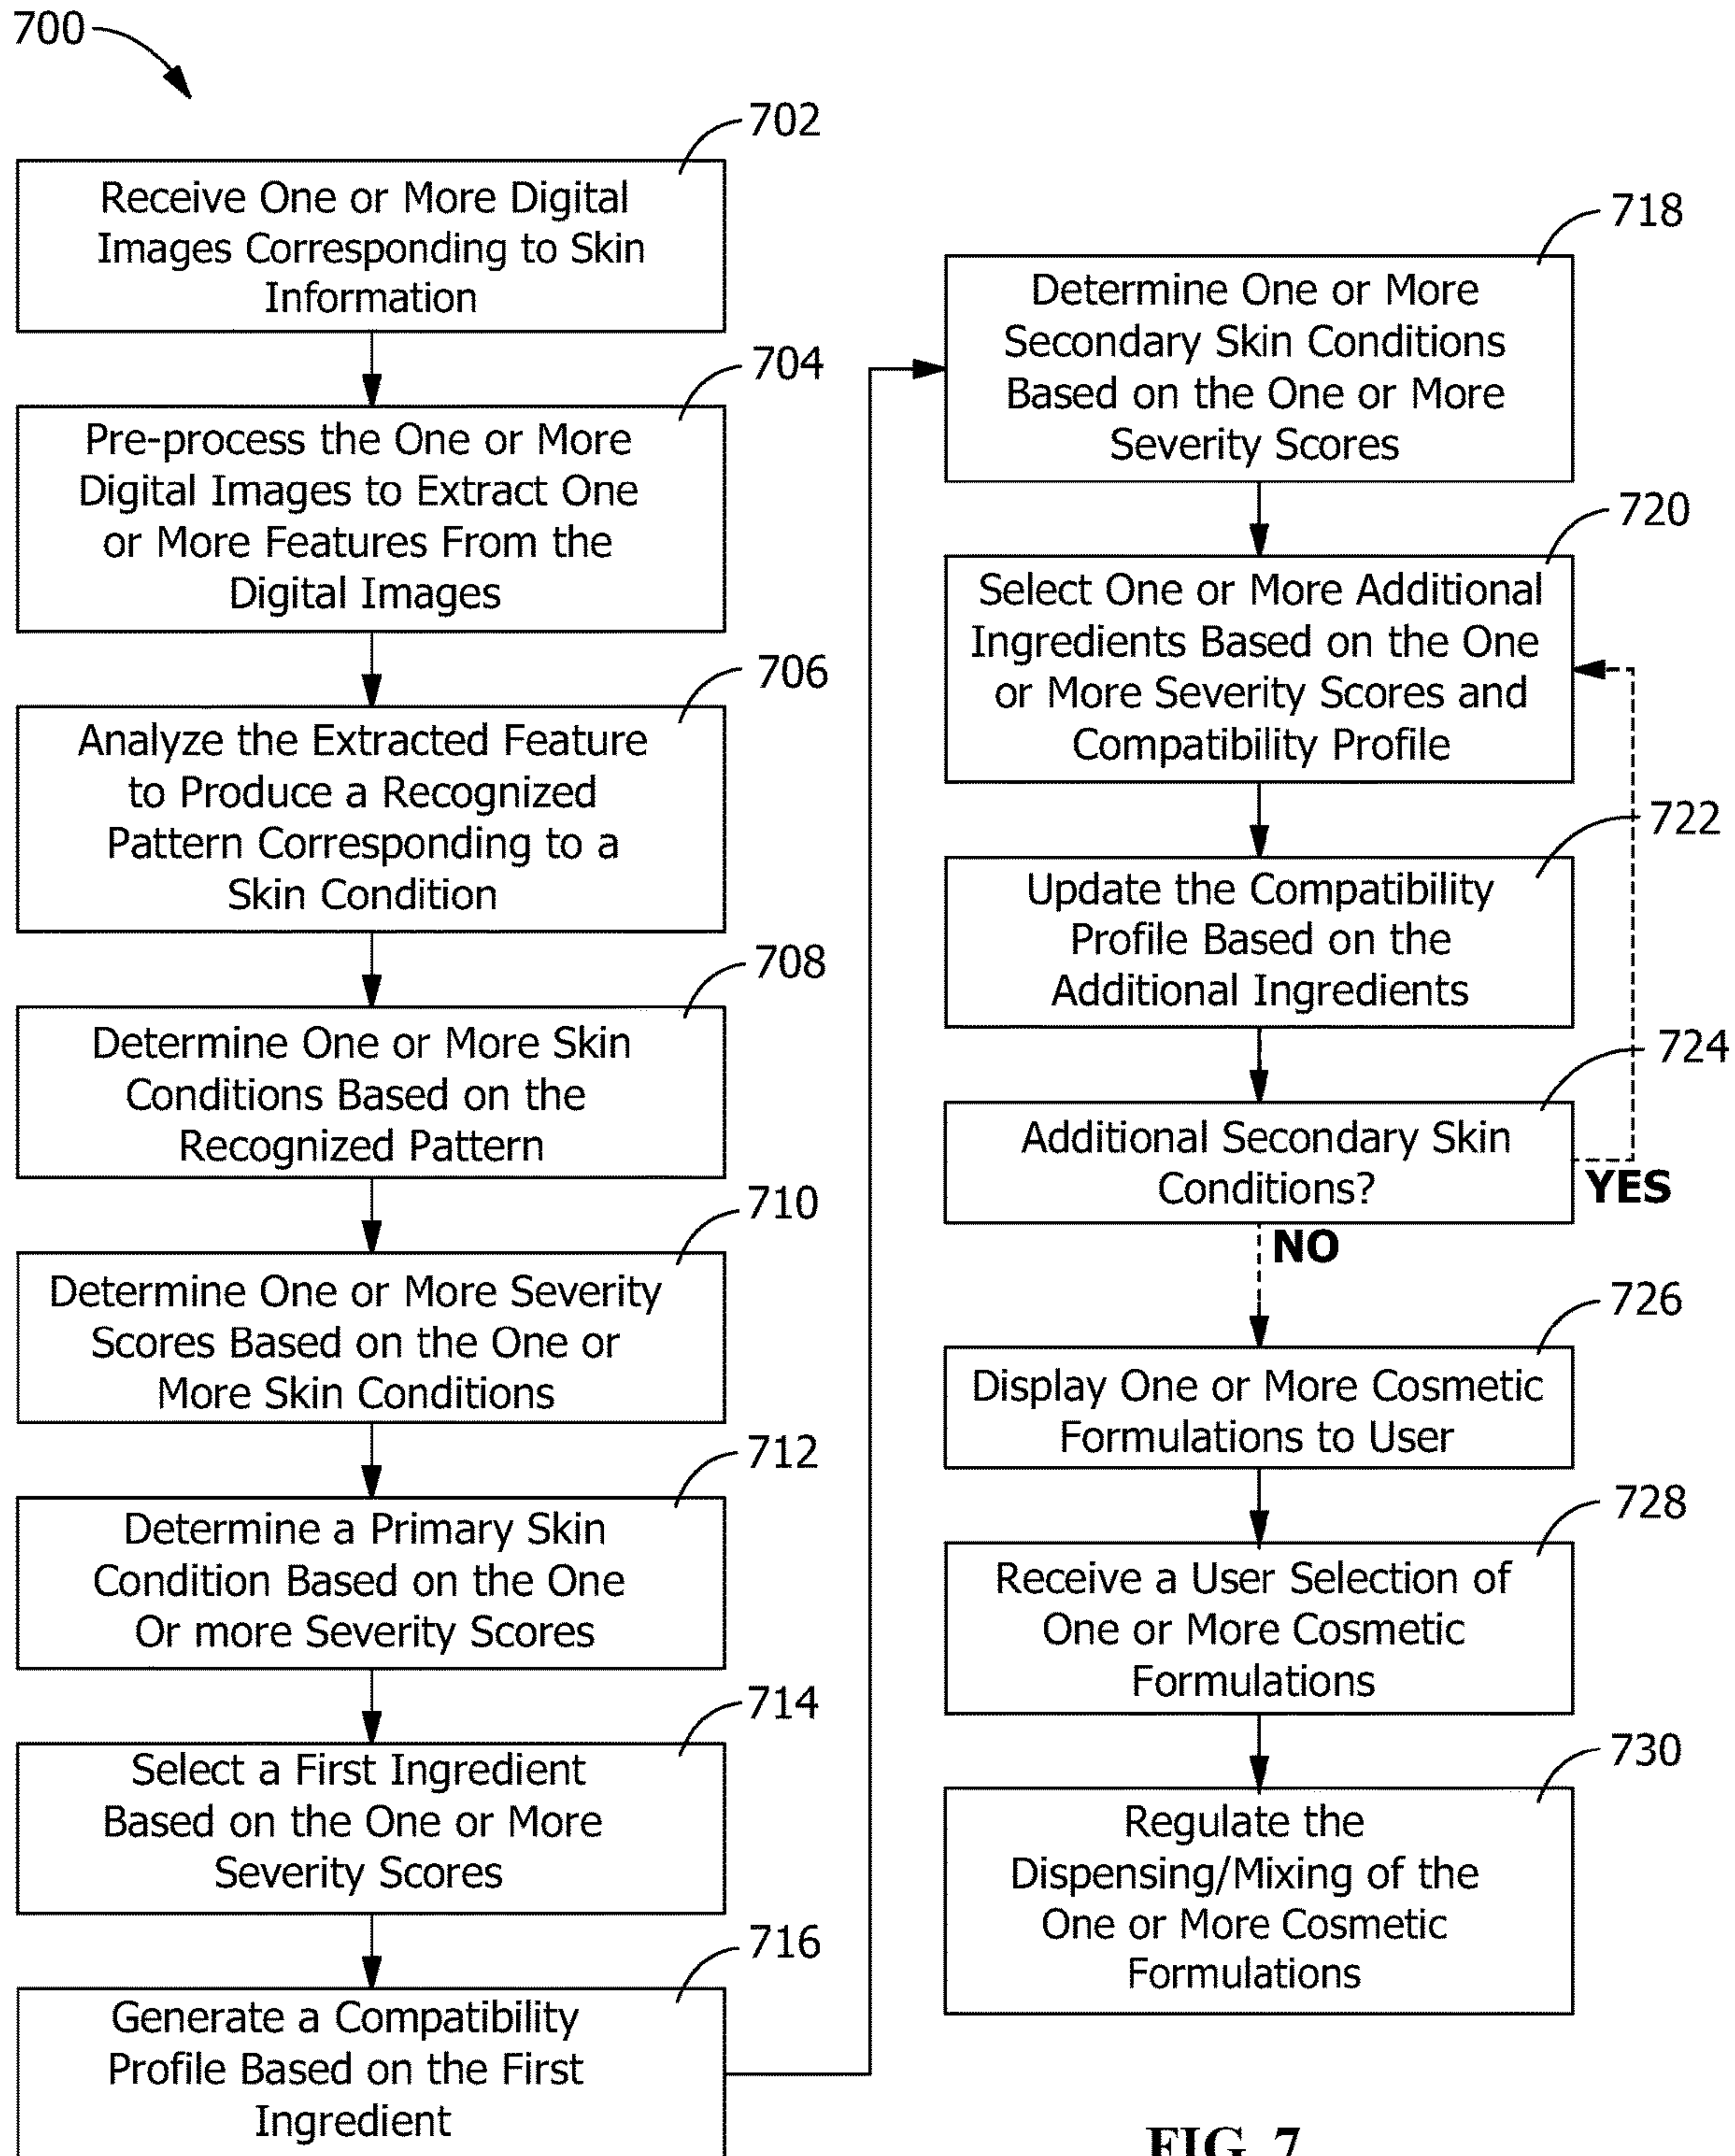 700
702
Receive One or More Digital
Images Corresponding to Skin
Information
704
Pre-process the One or More
Digital Images to Extract One
or More Features From the
Digital Images
706
Analyze the Extracted Feature
to Produce a Recognized
Pattern Corresponding to a
Skin Condition
708
Determine One or More Skin
Conditions Based on the
Recognized Pattern
710
Determine One or More Severity
Scores Based on the One or
More Skin Conditions
712
Determine a Primary Skin
Condition Based on the One
Or more Severity Scores
714
Select a First Ingredient
Based on the One or More
Severity Scores
716
Generate a Compatibility
Profile Based on the First
Ingredient
718
Determine One or More
Secondary Skin Conditions
Based on the One or More
Severity Scores
720
Select One or More Additional
Ingredients Based on the One
or More Severity Scores and
Compatibility Profile
722
Update the Compatibility
Profile Based on the
Additional Ingredients
724
Additional Secondary Skin
Conditions?
YES
NO
726
Display One or More Cosmetic
Formulations to User
728
Receive a User Selection of
One or More Cosmetic
Formulations
730
Regulate the
Dispensing/Mixing of the
One or More Cosmetic
Formulations
FIG. 7